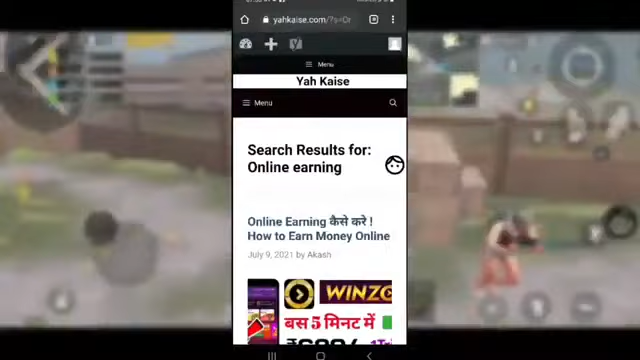 yahkaise.com/?s=Or
Menu
Yah Kaise
Menu
Search Results for:
Online earning
Online Earning कैसे करे !
How to Earn Money Online
July 9, 2021 by Akash
WINZO
बस 5 मिनट में